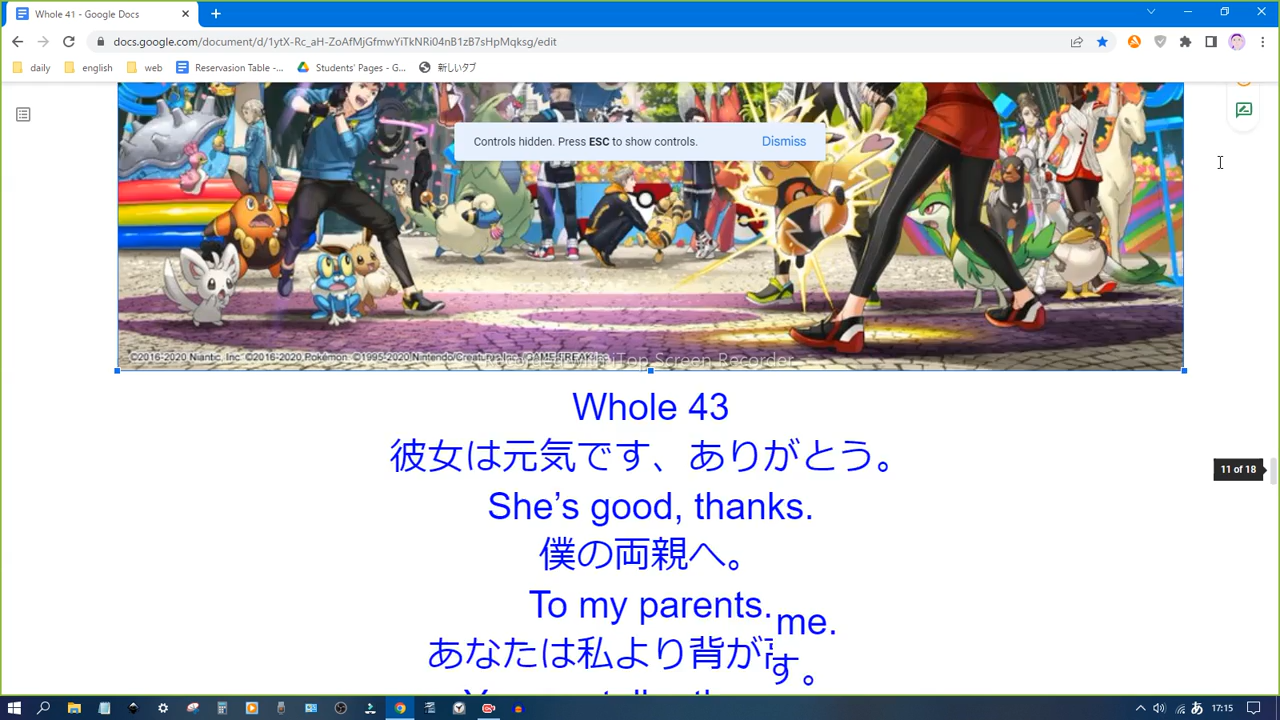 Whole 41 - Google Docs
docs.google.com/document/d/1ytX-Rc_aH-ZoAfMjGfmwYiTkNRi04nB1zB7sHpMqksg/edit
daily
english
web
Reservasion Table -...
Students' Pages - G...
新しいタブ
Controls hidden. Press ESC to show controls.
Dismiss
©2016-2020 Niantic, Inc. ©2016-2020 Pokémon. ©1995-2020 Nintendo/Creatures Inc. /GAME FREAK inc.
Screen Recorder
Whole 43
彼女は元気です、ありがとう。
11 of 18
She's good, thanks.
僕の両親へ。
To my parents.
me.
あなたは私より背が
す。
17:15